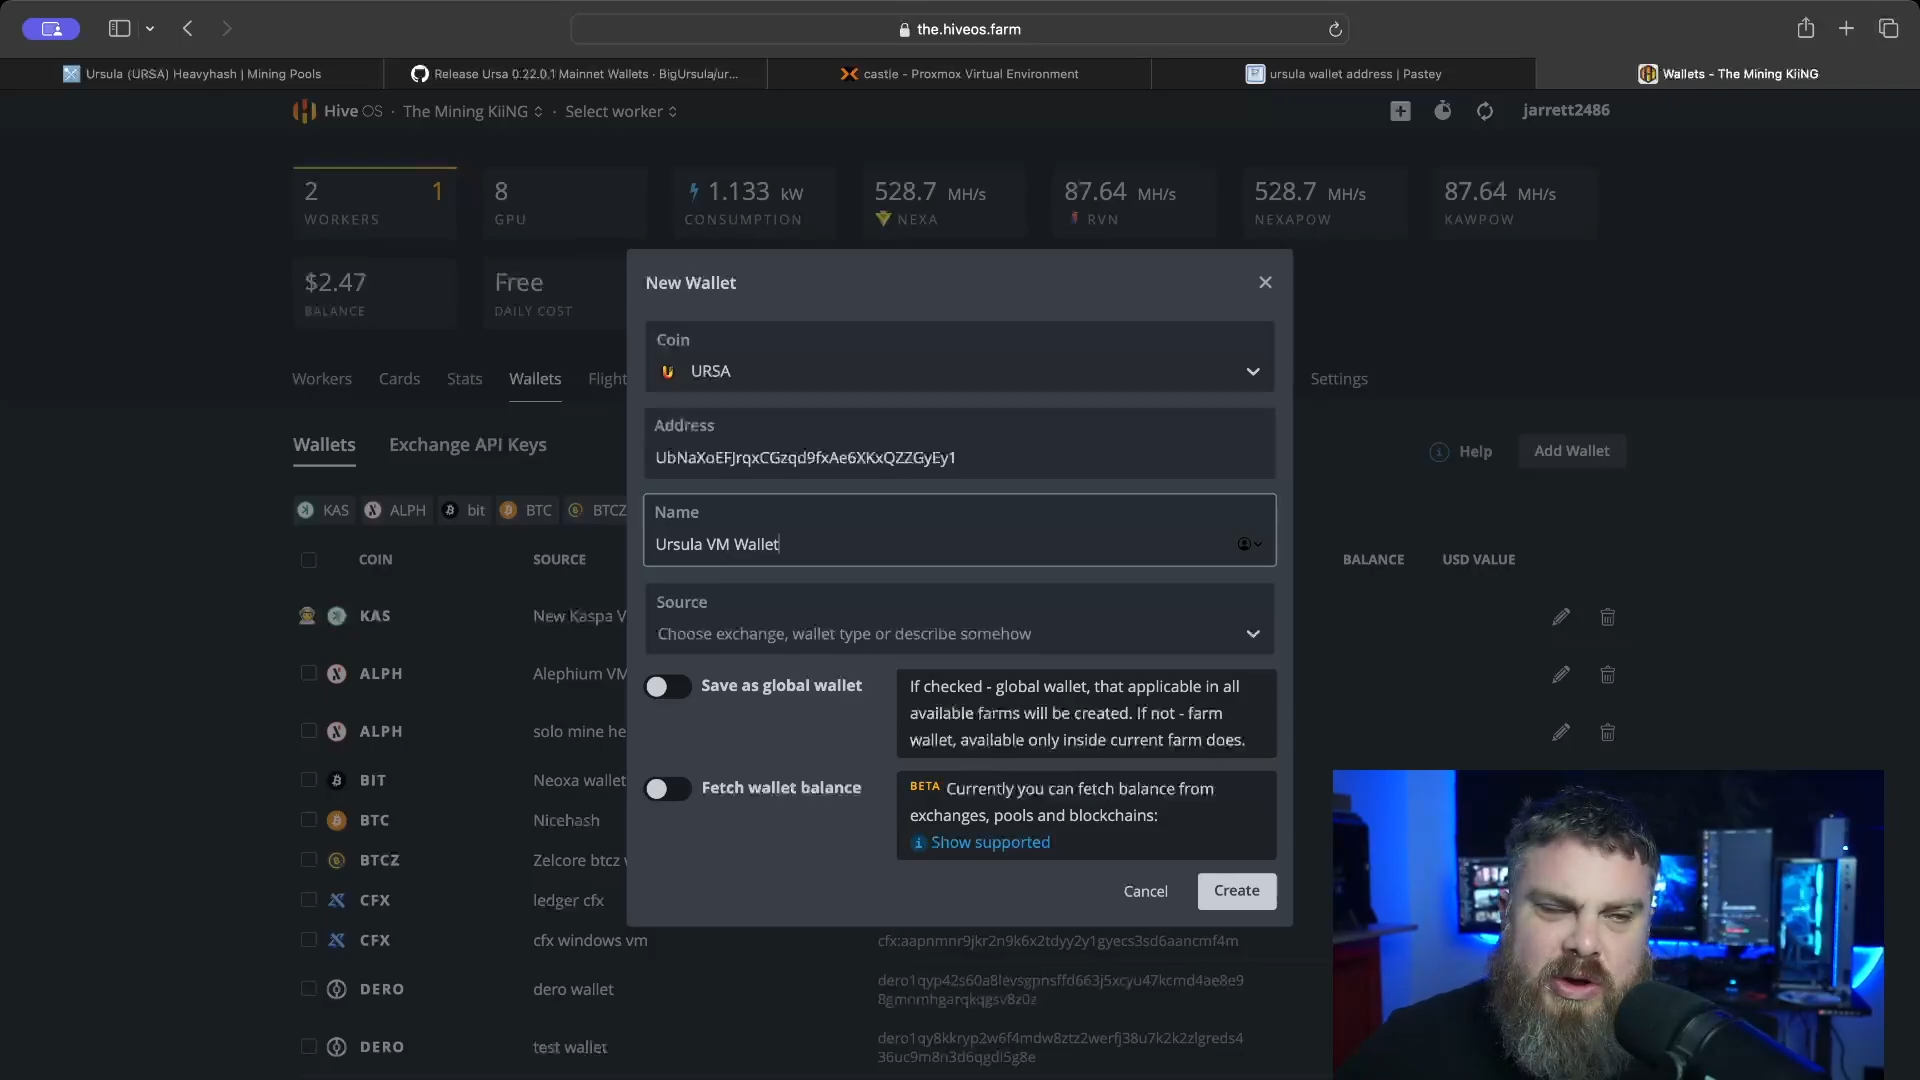 the.hiveos.farm
Ursula (URSA) Heavyhash | Mining Pools
Release Ursa 0.22.0.1 Mainnet Wallets · BigUrsula/ur...
castle - Proxmox Virtual Environment
ursula wallet address | Pastey
Wallets - The Mining KiiNG
Hive OS · The Mining KiiNG · Select worker
jarrett2486
2 1
WORKERS
8
GPU
1.133 kW
CONSUMPTION
528.7 MH/s
NEXA
87.64 MH/s
RVN
528.7 MH/s
NEXAPOW
87.64 MH/s
KAWPOW
$2.47
BALANCE
Free
DAILY COST
Workers Cards Stats Wallets Flight Settings
Wallets Exchange API Keys
Help
Add Wallet
KAS ALPH bit BTC BTCZ
COIN SOURCE BALANCE USD VALUE
KAS New Kaspa V
ALPH Alephium VM
ALPH solo mine he
BIT Neoxa wallet
BTC Nicehash
BTCZ Zelcore btcz
CFX ledger cfx
CFX cfx windows vm cfx:aapnmnr9jkr2n9k6x2tdyy2y1gyecs3sd6aancmf4m
DERO dero wallet
dero1qyp42s60a8levsgpnsffd663j5xcyu47kcmd4ae8e9
8gmnmhgarqkqgsv8z0z
DERO test wallet
dero1qy8kkryp2w6f4mdw8ztz2werfj38u7k2k2zlgreds4
36uc9m8n3d6qgdi5g8e
New Wallet
Coin
URSA
Address
UbNaXoEFJrqxCGzqd9fxAe6XKxQZZGyEy1
Name
Ursula VM Wallet
Source
Choose exchange, wallet type or describe somehow
Save as global wallet
If checked - global wallet, that applicable in all
available farms will be created. If not - farm
wallet, available only inside current farm does.
Fetch wallet balance
BETA Currently you can fetch balance from
exchanges, pools and blockchains:
Show supported
Cancel
Create